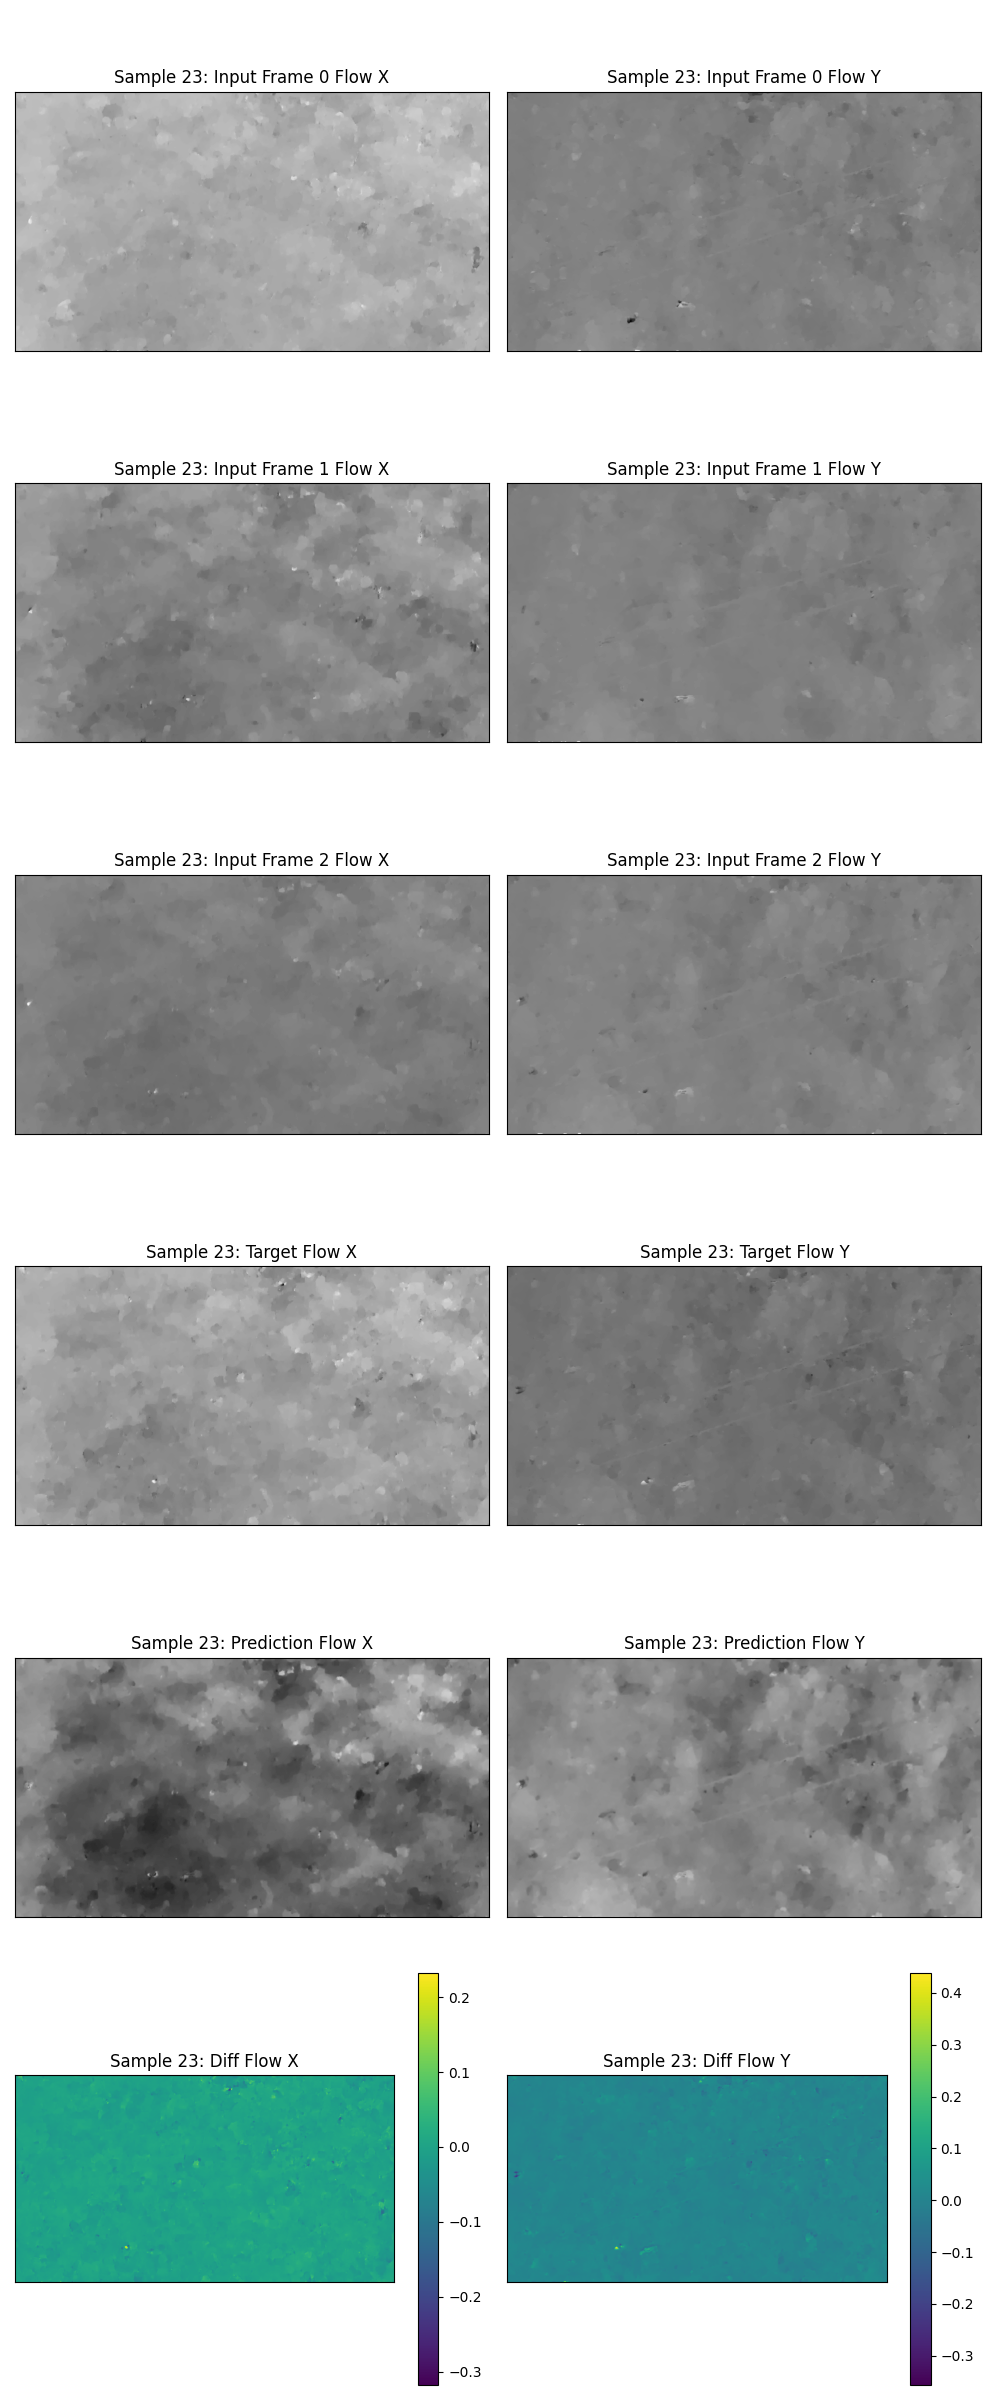 Sample 23: Input Frame 0 Flow X
Sample 23: Input Frame 0 Flow Y
Sample 23: Input Frame 1 Flow X
Sample 23: Input Frame 1 Flow Y
Sample 23: Input Frame 2 Flow X
Sample 23: Input Frame 2 Flow Y
Sample 23: Target Flow X
Sample 23: Target Flow Y
Sample 23: Prediction Flow X
Sample 23: Prediction Flow Y
Sample 23: Diff Flow X
0.2
0.1
0.0
−0.1
−0.2
−0.3
Sample 23: Diff Flow Y
0.4
0.3
0.2
0.1
0.0
−0.1
−0.2
−0.3